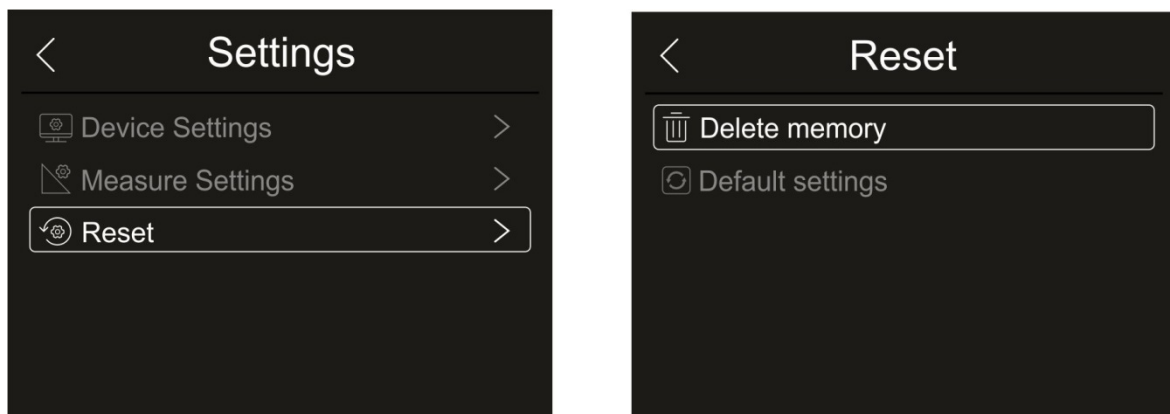 Settings
Device Settings
Measure Settings
Reset
Reset
Delete memory
Default settings